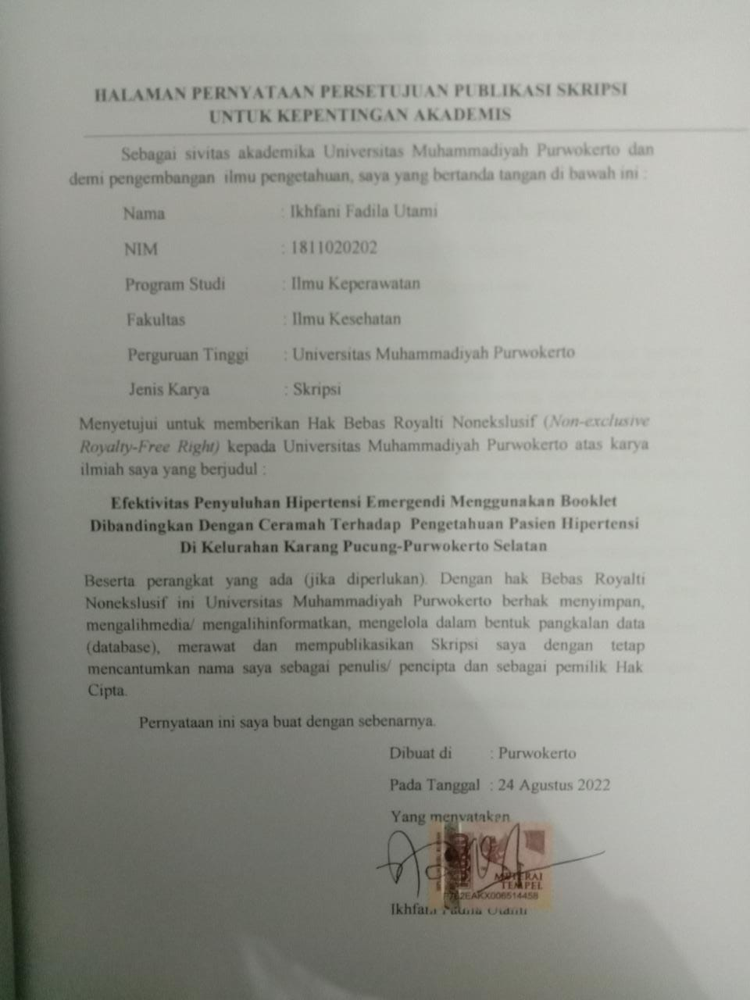 HALAMAN PERNYATAAN PERSETUJUAN PUBLIKASI SKRIPSI
UNTUK KEPENTINGAN AKADEMIS
Sebagai sivitas akademika Universitas Muhammadiyah Purwokerto dan
demi pengembangan ilmu pengetahuan, saya yang bertanda tangan di bawah ini :
Nama : Ikhfani Fadila Utami
NIM : 1811020202
Program Studi : Ilmu Keperawatan
Fakultas : Ilmu Kesehatan
Perguruan Tinggi : Universitas Muhammadiyah Purwokerto
Jenis Karya : Skripsi
Menyetujui untuk memberikan Hak Bebas Royalti Nonekslusif (Non-exclusive
Royalty-Free Right) kepada Universitas Muhammadiyah Purwokerto atas karya
ilmiah saya yang berjudul :
Efektivitas Penyuluhan Hipertensi Emergendi Menggunakan Booklet
Dibandingkan Dengan Ceramah Terhadap Pengetahuan Pasien Hipertensi
Di Kelurahan Karang Pucung-Purwokerto Selatan
Beserta perangkat yang ada (jika diperlukan). Dengan hak Bebas Royalti
Nonekslusif ini Universitas Muhammadiyah Purwokerto berhak menyimpan,
mengalihmedia/ mengalihinformatkan, mengelola dalam bentuk pangkalan data
(database), merawat dan mempublikasikan Skripsi saya dengan tetap
mencantumkan nama saya sebagai penulis/ pencipta dan sebagai pemilik Hak
Cipta.
Pernyataan ini saya buat dengan sebenarnya.
Dibuat di : Purwokerto
Pada Tanggal : 24 Agustus 2022
Yang menyatakan
METERAI
TEMPEL
Ikhfani Fadila Utami